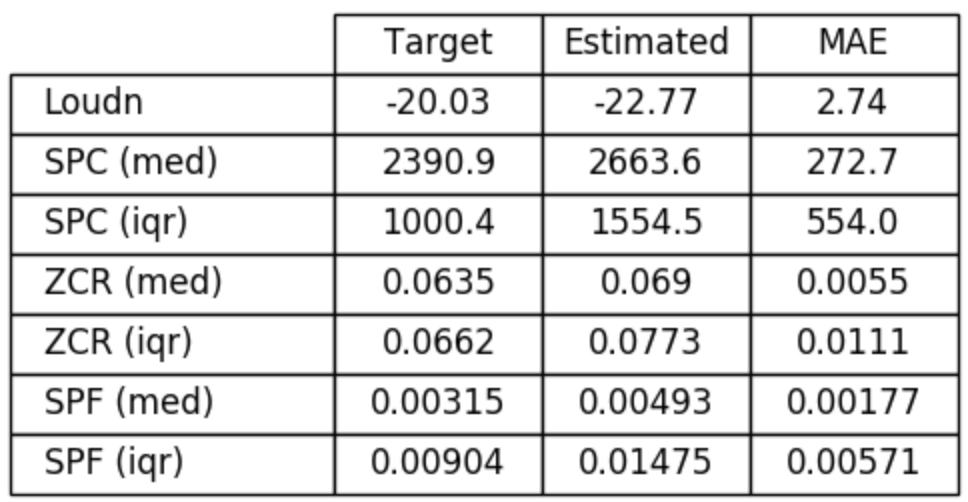 Target Estimated MAE
Loudn -20.03 -22.77 2.74
SPC (med) 2390.9 2663.6 272.7
SPC (iqr) 1000.4 1554.5 554.0
ZCR (med) 0.0635 0.069 0.0055
ZCR (iqr) 0.0662 0.0773 0.0111
SPF (med) 0.00315 0.00493 0.00177
SPF (iqr) 0.00904 0.01475 0.00571